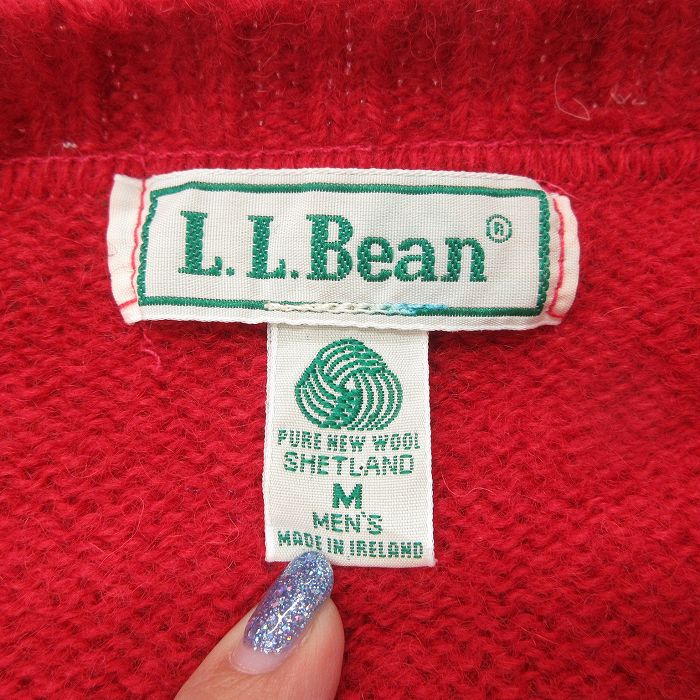 L.L.Bean®
PURE NEW WOOL
SHETLAND
M
MEN'S
MADE IN IRELAND